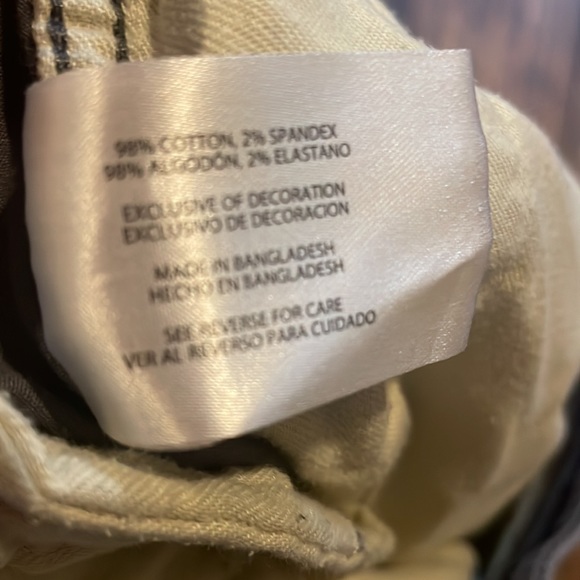 98% COTTON, 2% SPANDEX
98% ALGODÓN, 2% ELASTANO
EXCLUSIVE OF DECORATION
EXCLUSIVO DE DECORACION
MADE IN BANGLADESH
HECHO EN BANGLADESH
SEE REVERSE FOR CARE
VER AL REVERSO PARA CUIDADO